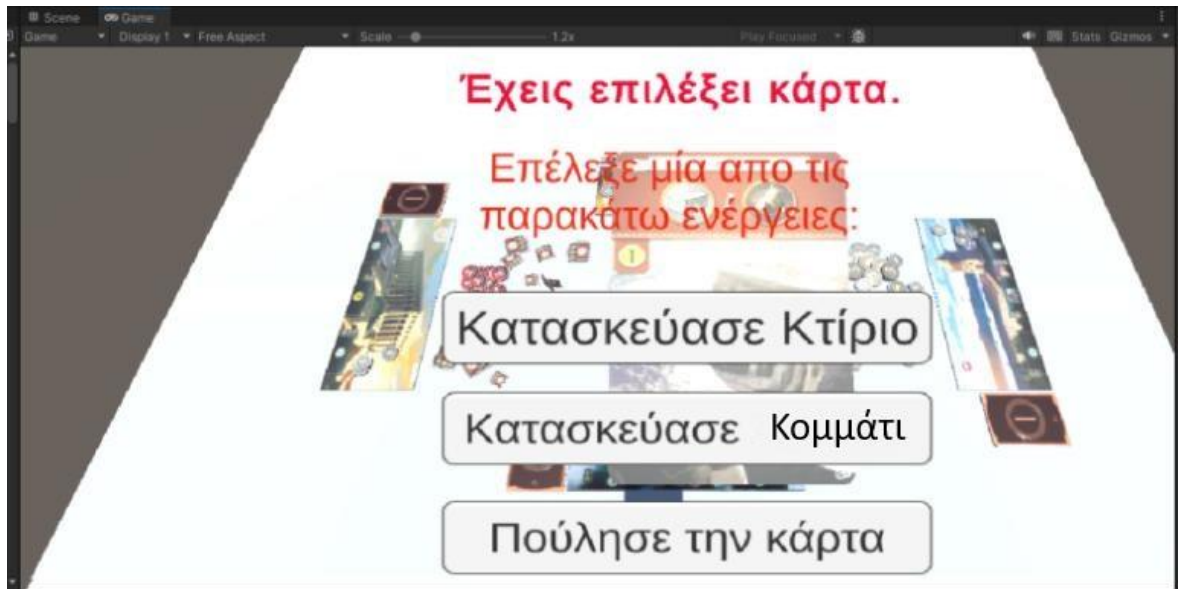 Scene Game
Game Display 1 Free Aspect Scale 1.2x Play Focused Stats Gizmos
Έχεις επιλέξει κάρτα.
Επέλεξε μία απο τις
παρακάτω ενέργειες:
Κατασκεύασε Κτίριο
Κατασκεύασε Κομμάτι
Πούλησε την κάρτα